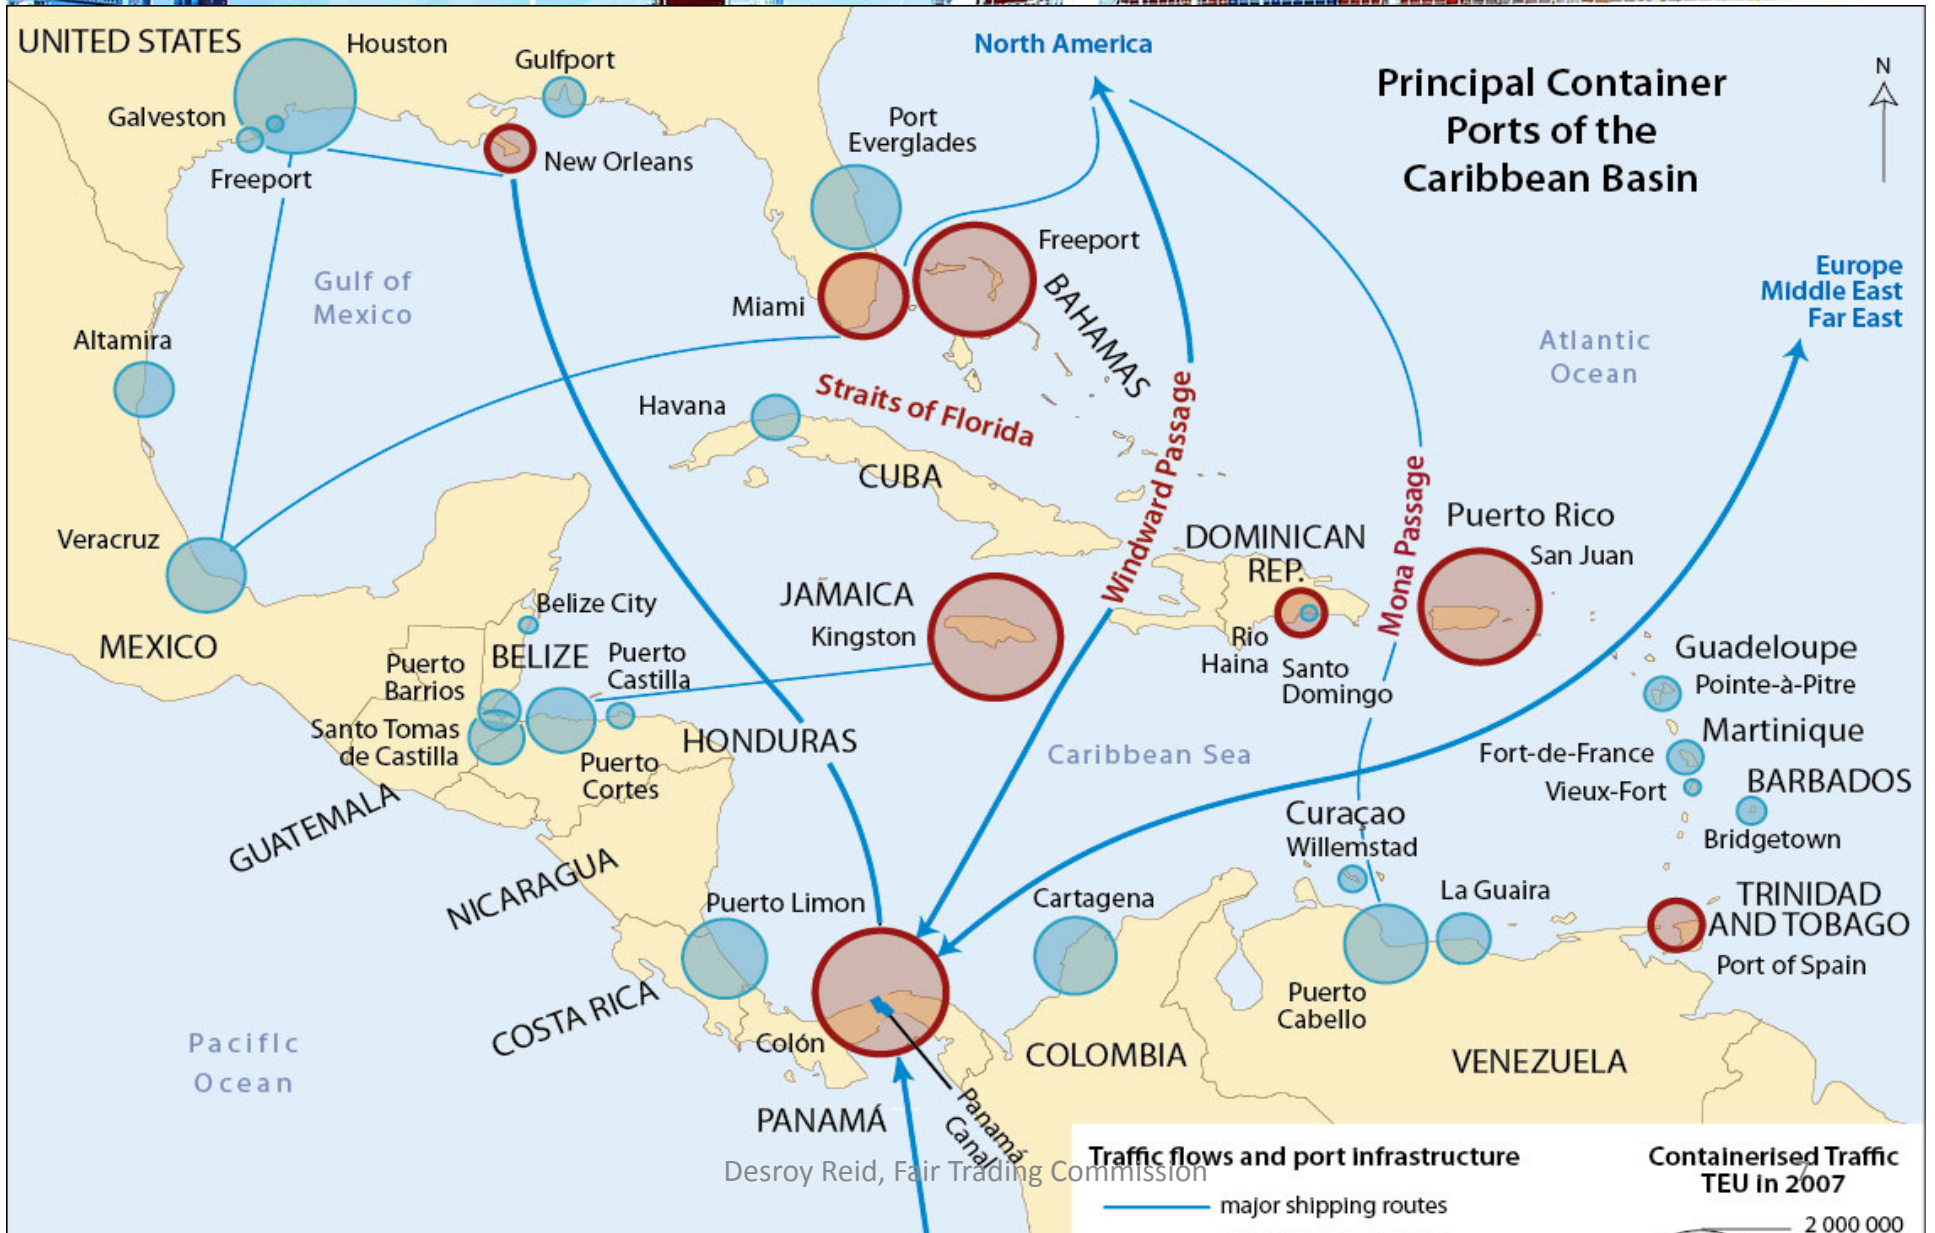 UNITED STATES
Houston
Gulfport
Galveston
New Orleans
Freeport
North America
Principal Container
Ports of the
Caribbean Basin
N
Port
Everglades
Freeport
BAHAMAS
Miami
Gulf of
Mexico
Europe
Middle East
Far East
Atlantic
Ocean
Altamira
Havana
Straits of Florida
CUBA
Windward Passage
Mona Passage
Veracruz
MEXICO
Belize City
BELIZE
Puerto
Barrios
Puerto
Castilla
Santo Tomas
de Castilla
Puerto
Cortes
HONDURAS
GUATEMALA
NICARAGUA
JAMAICA
Kingston
DOMINICAN
REP.
Rio
Haina
Santo
Domingo
Puerto Rico
San Juan
Caribbean Sea
Guadeloupe
Pointe-à-Pitre
Martinique
Fort-de-France
Vieux-Fort
BARBADOS
Bridgetown
Curaçao
Willemstad
La Guaira
TRINIDAD
AND TOBAGO
Port of Spain
Puerto Limon
Cartagena
Puerto
Cabello
COSTA RICA
Colón
COLOMBIA
VENEZUELA
Pacific
Ocean
PANAMÁ
Panamá
Canal
Desroy Reid, Fair Trading Commission
7
Traffic flows and port infrastructure
major shipping routes
Containerised Traffic
TEU in 2007
2 000 000